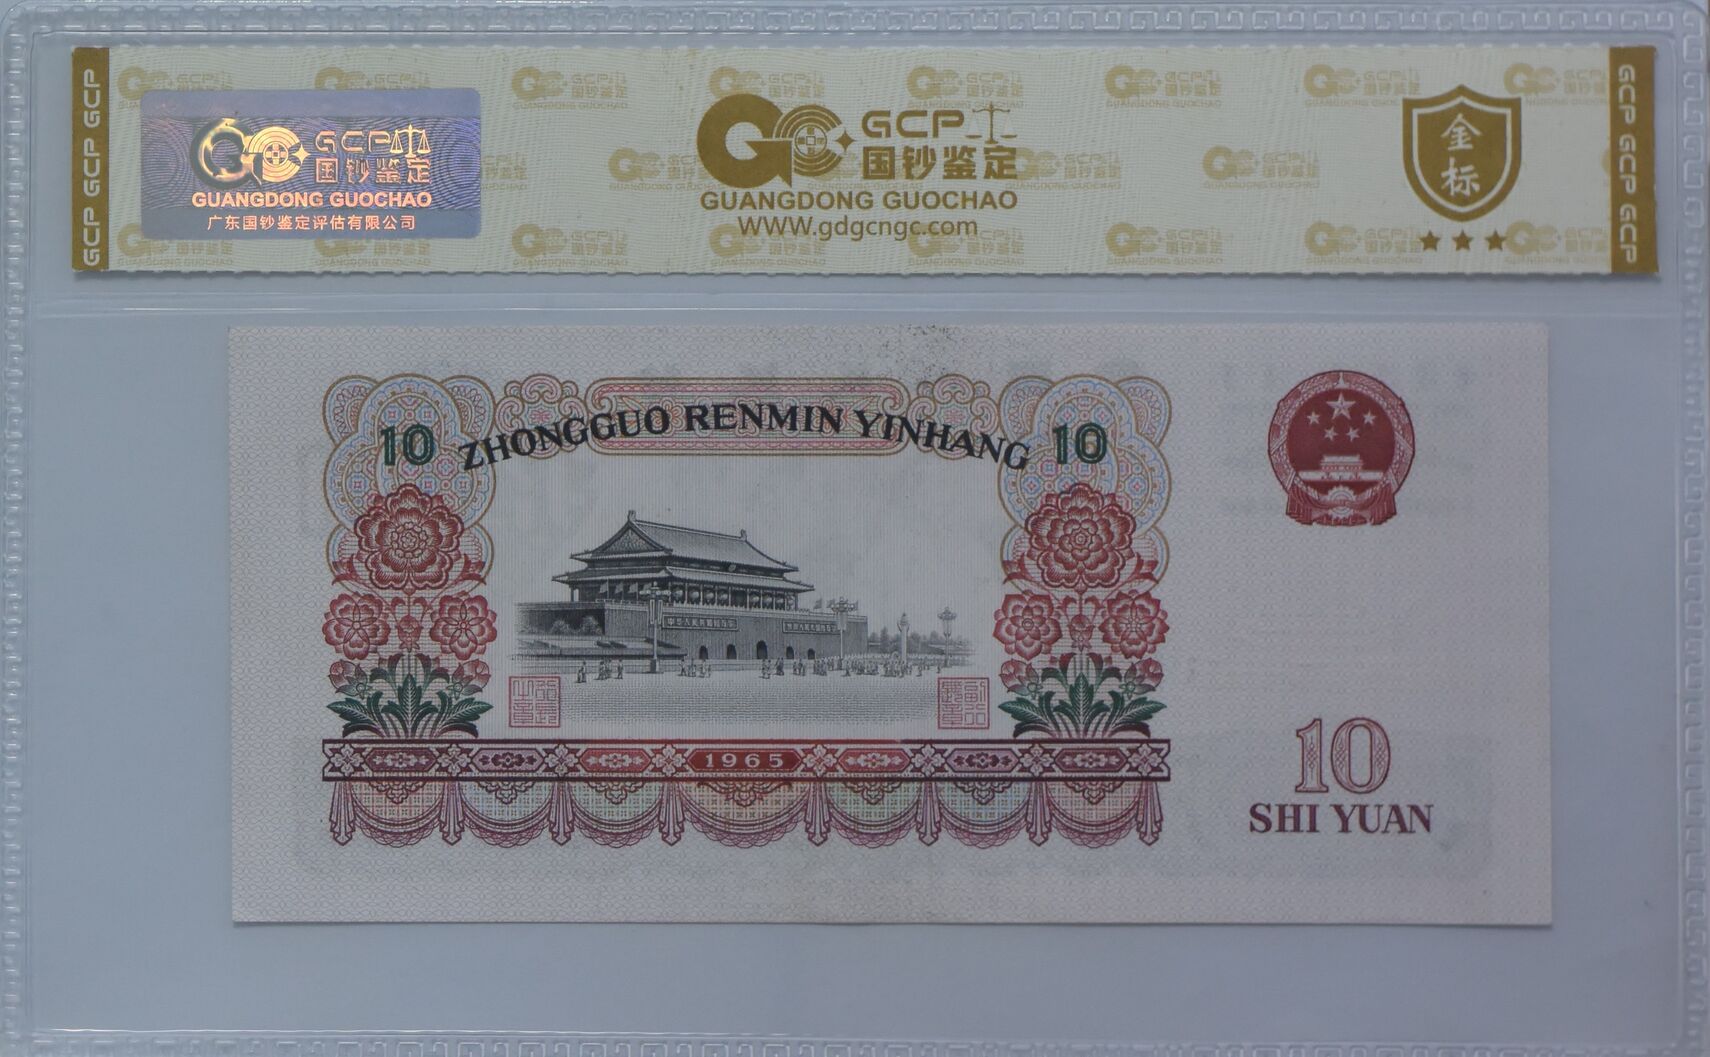 GCP GCP GCP
GCP
国钞鉴定
GUANGDONG GUOCHAO
广东国钞鉴定评估有限公司
GCP
国钞鉴定
GUANGDONG GUOCHAO
WWW.gdgcngc.com
金标
GCP GCP GCP
ZHONGGUO RENMIN YINHANG
10
10
1965
10
SHI YUAN